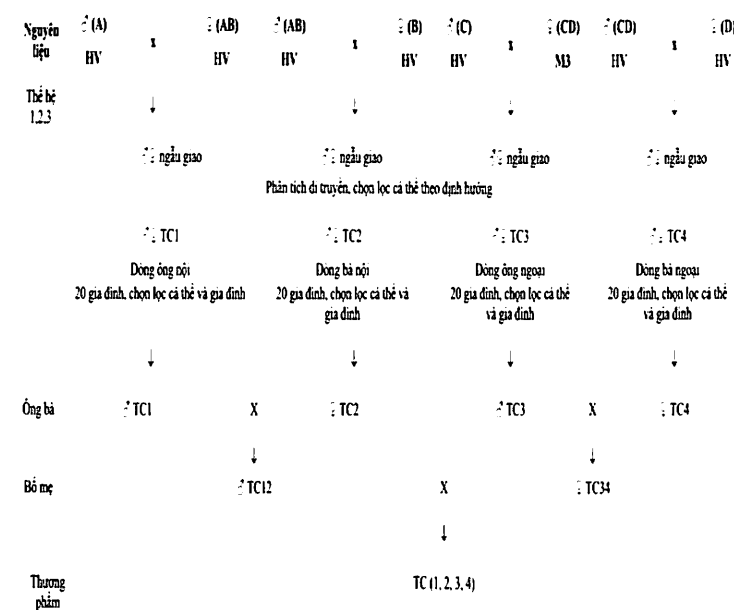 Nguyên liệu ♂ (A) HV x ♀ (AB) HV ♂ (AB) HV x ♀ (B) HV ♂ (C) HV x ♀ (CD) M3 ♂ (CD) HV x ♀ (D) HV
Thế hệ 1,2,3
↓ ↓ ↓ ↓
♂♀ ngẫu giao ♂♀ ngẫu giao ♂♀ ngẫu giao ♂♀ ngẫu giao
Phân tích di truyền, chọn lọc cá thể theo định hướng
♂♀ TC1 ♂♀ TC2 ♂♀ TC3 ♂♀ TC4
Dòng ông nội Dòng bà nội Dòng ông ngoại Dòng bà ngoại
20 gia đình, chọn lọc cá thể và gia đình 20 gia đình, chọn lọc cá thể và gia đình 20 gia đình, chọn lọc cá thể và gia đình 20 gia đình, chọn lọc cá thể và gia đình
↓ ↓ ↓ ↓
Ông bà ♂ TC1 X ♀ TC2 ♂ TC3 X ♀ TC4
↓ ↓
Bố mẹ ♂ TC12 X ♀ TC34
↓
Thương phẩm TC (1, 2, 3, 4)